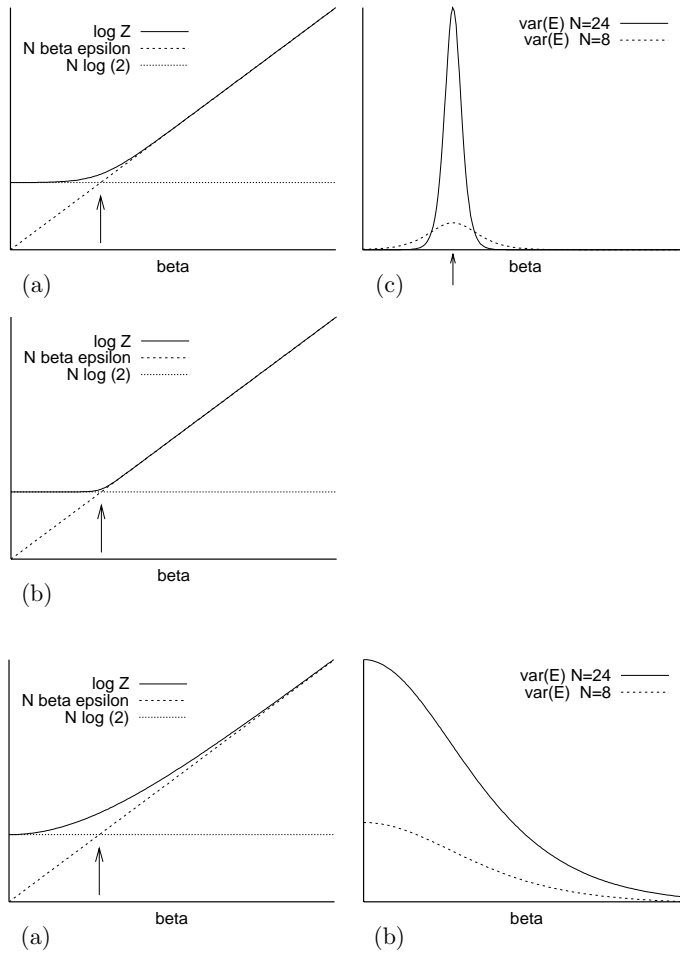 log Z
N beta epsilon
N log (2)
beta
(a)
var(E) N=24
var(E) N=8
beta
(c)
log Z
N beta epsilon
N log (2)
beta
(b)
log Z
N beta epsilon
N log (2)
beta
(a)
var(E) N=24
var(E) N=8
beta
(b)